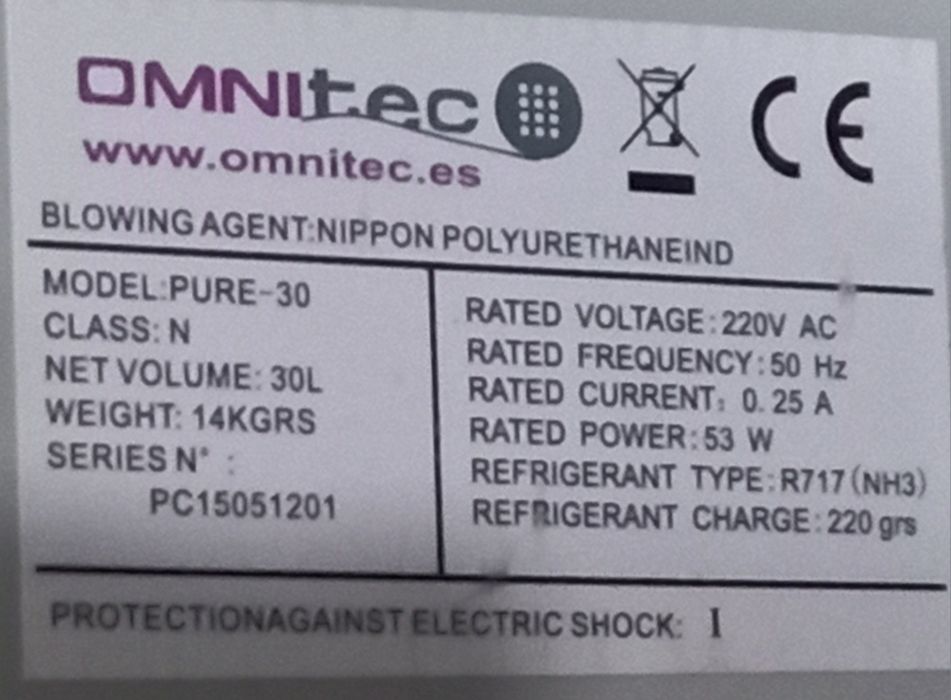 OMNItec
CE
www.omnitec.es
BLOWING AGENT:NIPPON POLYURETHANEIND
MODEL:PURE-30
CLASS: N
NET VOLUME: 30L
WEIGHT: 14KGRS
SERIES N° :
PC15051201
RATED VOLTAGE:220V AC
RATED FREQUENCY:50 Hz
RATED CURRENT: 0.25 A
RATED POWER:53 W
REFRIGERANT TYPE:R717(NH3)
REFRIGERANT CHARGE:220 grs
PROTECTIONAGAINST ELECTRIC SHOCK: I